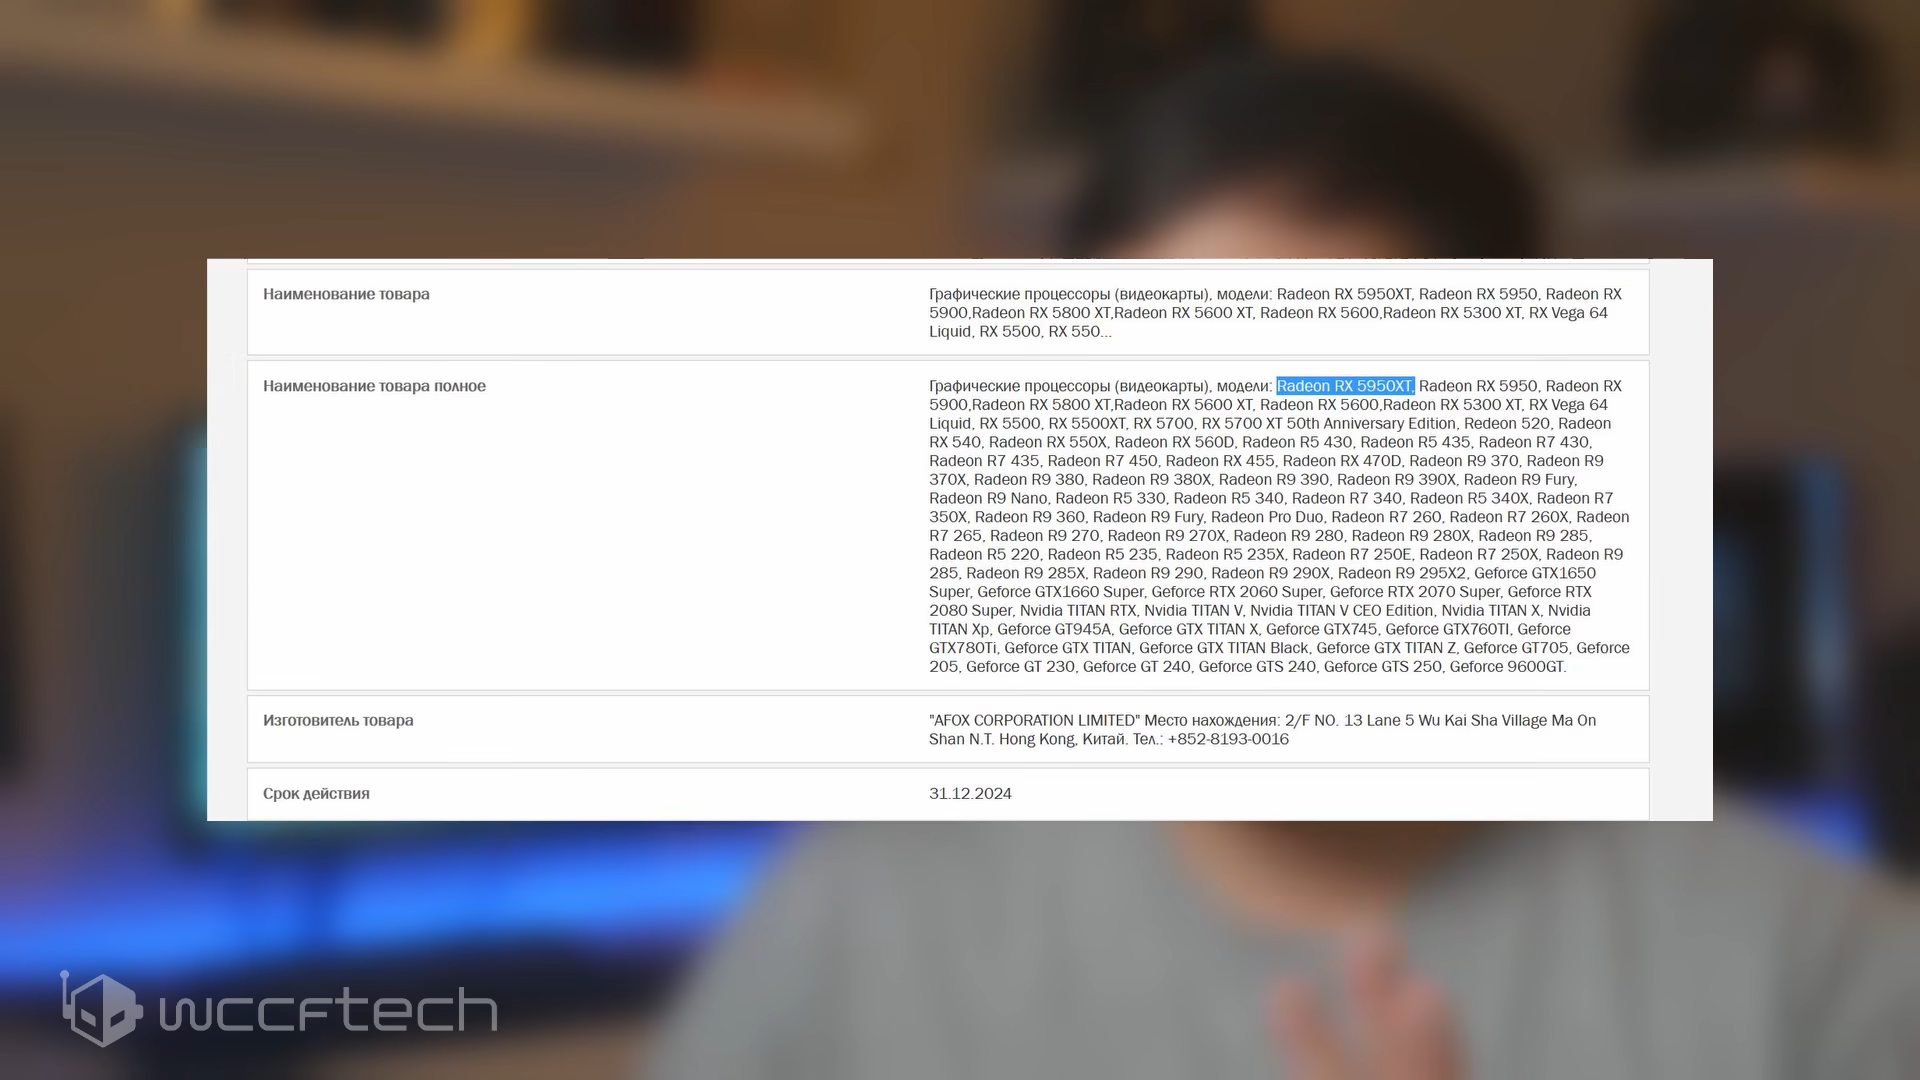 Наименование товара
Графические процессоры (видеокарты), модели: Radeon RX 5950XT, Radeon RX 5950, Radeon RX
5900,Radeon RX 5800 XT,Radeon RX 5600 XT, Radeon RX 5600,Radeon RX 5300 XT, RX Vega 64
Liquid, RX 5500, RX 550...
Наименование товара полное
Графические процессоры (видеокарты), модели: Radeon RX 5950XT, Radeon RX 5950, Radeon RX
5900,Radeon RX 5800 XT,Radeon RX 5600 XT, Radeon RX 5600,Radeon RX 5300 XT, RX Vega 64
Liquid, RX 5500, RX 5500XT, RX 5700, RX 5700 XT 50th Anniversary Edition, Redeon 520, Radeon
RX 540, Radeon RX 550X, Radeon RX 560D, Radeon R5 430, Radeon R5 435, Radeon R7 430,
Radeon R7 435, Radeon R7 450, Radeon RX 455, Radeon RX 470D, Radeon R9 370, Radeon R9
370X, Radeon R9 380, Radeon R9 380X, Radeon R9 390, Radeon R9 390X, Radeon R9 Fury,
Radeon R9 Nano, Radeon R5 330, Radeon R5 340, Radeon R7 340, Radeon R5 340X, Radeon R7
350X, Radeon R9 360, Radeon R9 Fury, Radeon Pro Duo, Radeon R7 260, Radeon R7 260X, Radeon
R7 265, Radeon R9 270, Radeon R9 270X, Radeon R9 280, Radeon R9 280X, Radeon R9 285,
Radeon R5 220, Radeon R5 235, Radeon R5 235X, Radeon R7 250E, Radeon R7 250X, Radeon R9
285, Radeon R9 285X, Radeon R9 290, Radeon R9 290X, Radeon R9 295X2, Geforce GTX1650
Super, Geforce GTX1660 Super, Geforce RTX 2060 Super, Geforce RTX 2070 Super, Geforce RTX
2080 Super, Nvidia TITAN RTX, Nvidia TITAN V, Nvidia TITAN V CEO Edition, Nvidia TITAN X, Nvidia
TITAN Xp, Geforce GT945A, Geforce GTX TITAN X, Geforce GTX745, Geforce GTX760TI, Geforce
GTX780Ti, Geforce GTX TITAN, Geforce GTX TITAN Black, Geforce GTX TITAN Z, Geforce GT705, Geforce
205, Geforce GT 230, Geforce GT 240, Geforce GTS 240, Geforce GTS 250, Geforce 9600GT.
Изготовитель товара
"AFOX CORPORATION LIMITED" Место нахождения: 2/F NO. 13 Lane 5 Wu Kai Sha Village Ma On
Shan N.T. Hong Kong, Китай. Тел.: +852-8193-0016
Срок действия
31.12.2024
wccftech